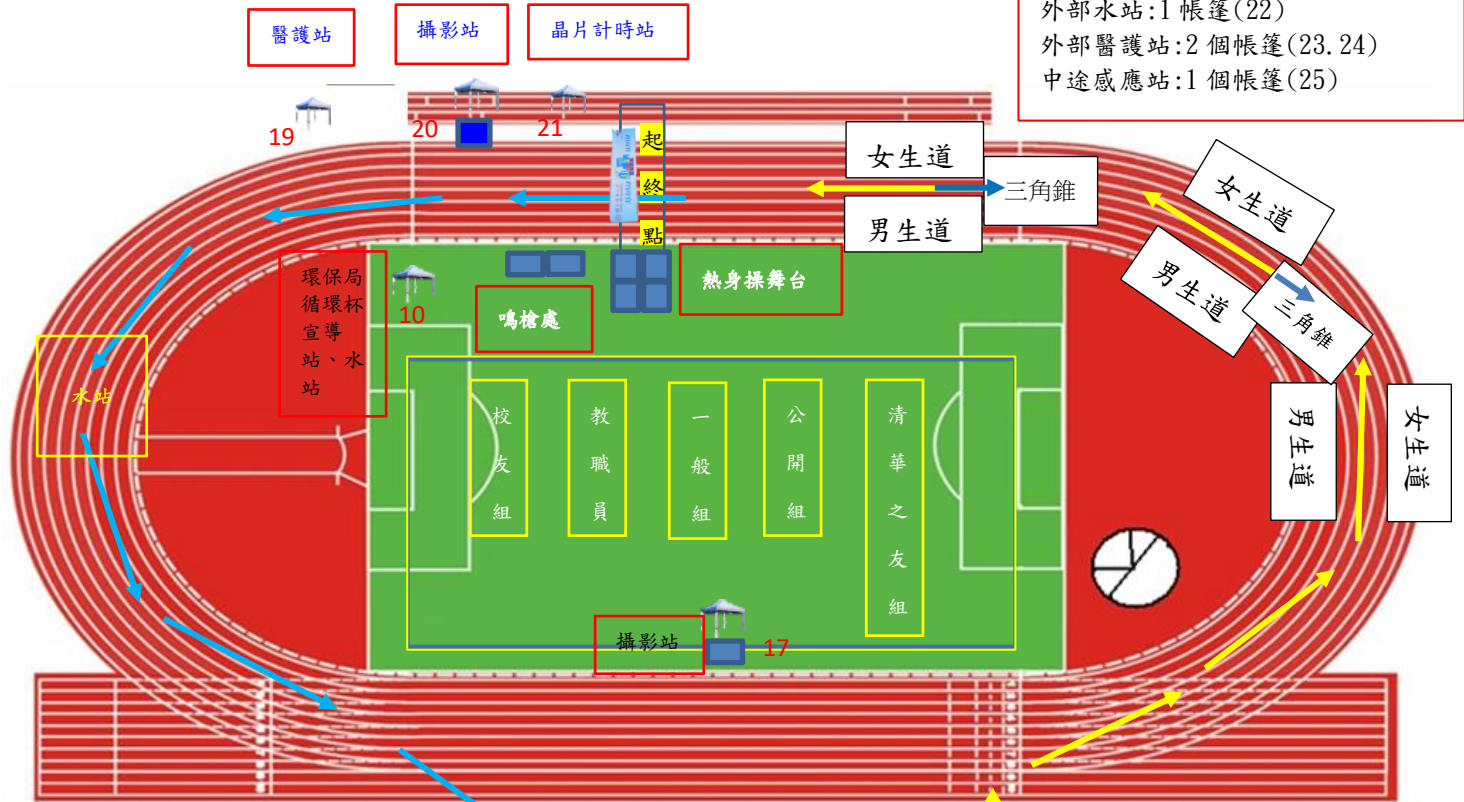 外部水站:1 帳篷(22)
外部醫護站:2 個帳篷(23.24)
中途感應站:1 個帳篷(25)
醫護站
攝影站
晶片計時站
19
20
21
起
終
點
女生道
三角錐
男生道
女生道
男生道
三角錐
環保局
循環杯
宣導
站、水
站
10
鳴槍處
熱身操舞台
水站
校友組
教職員
一般組
公開組
清華之友組
男生道
女生道
攝影站
17